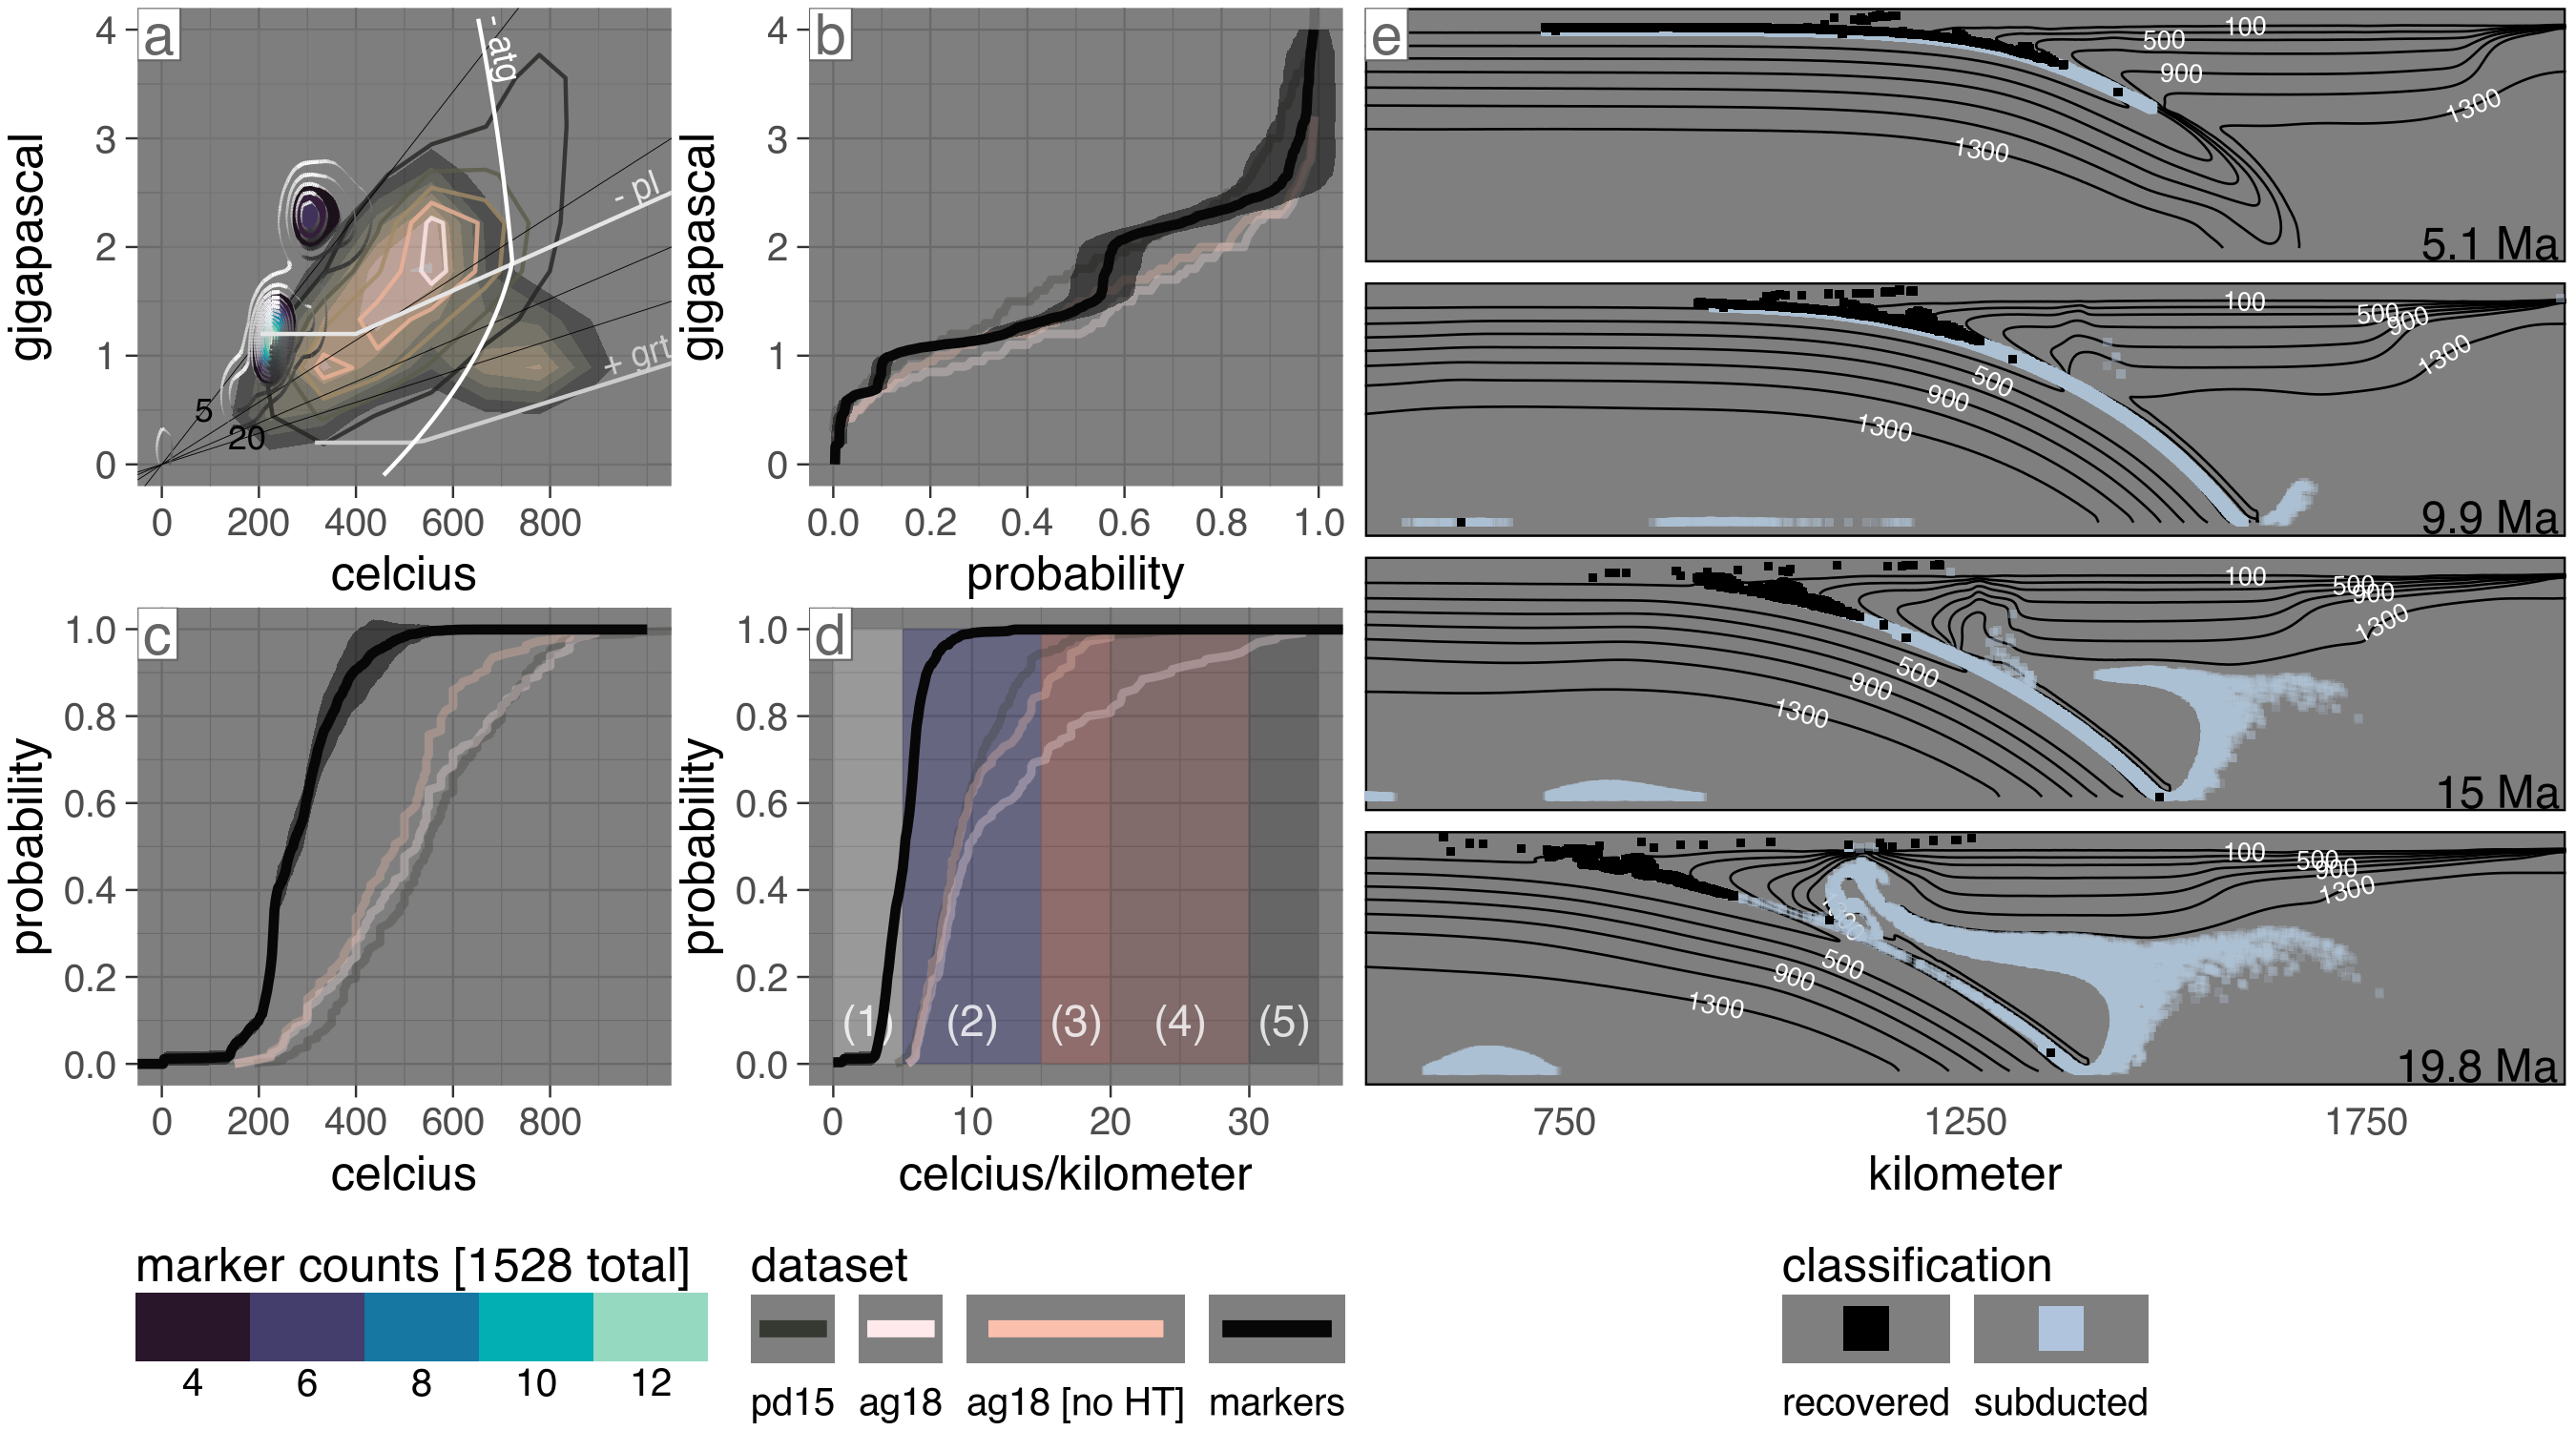 a
4
3
2
1
0
gigapascal
- atg
- pl
+ grt
5
20
0 200 400 600 800
celcius
b
4
3
2
1
0
gigapascal
0.0 0.2 0.4 0.6 0.8 1.0
probability
c
1.0
0.8
0.6
0.4
0.2
0.0
probability
0 200 400 600 800
celcius
d
1.0
0.8
0.6
0.4
0.2
0.0
probability
(1) (2) (3) (4) (5)
0 10 20 30
celcius/kilometer
e
100
500
900
1300
1300
5.1 Ma
100
500
900
1300
500
900
1300
9.9 Ma
100
500
900
1300
500
900
1300
15 Ma
100
500
900
1300
500
900
1300
19.8 Ma
750 1250 1750
kilometer
marker counts [1528 total]
4 6 8 10 12
dataset
pd15 ag18 ag18 [no HT] markers
classification
recovered subducted